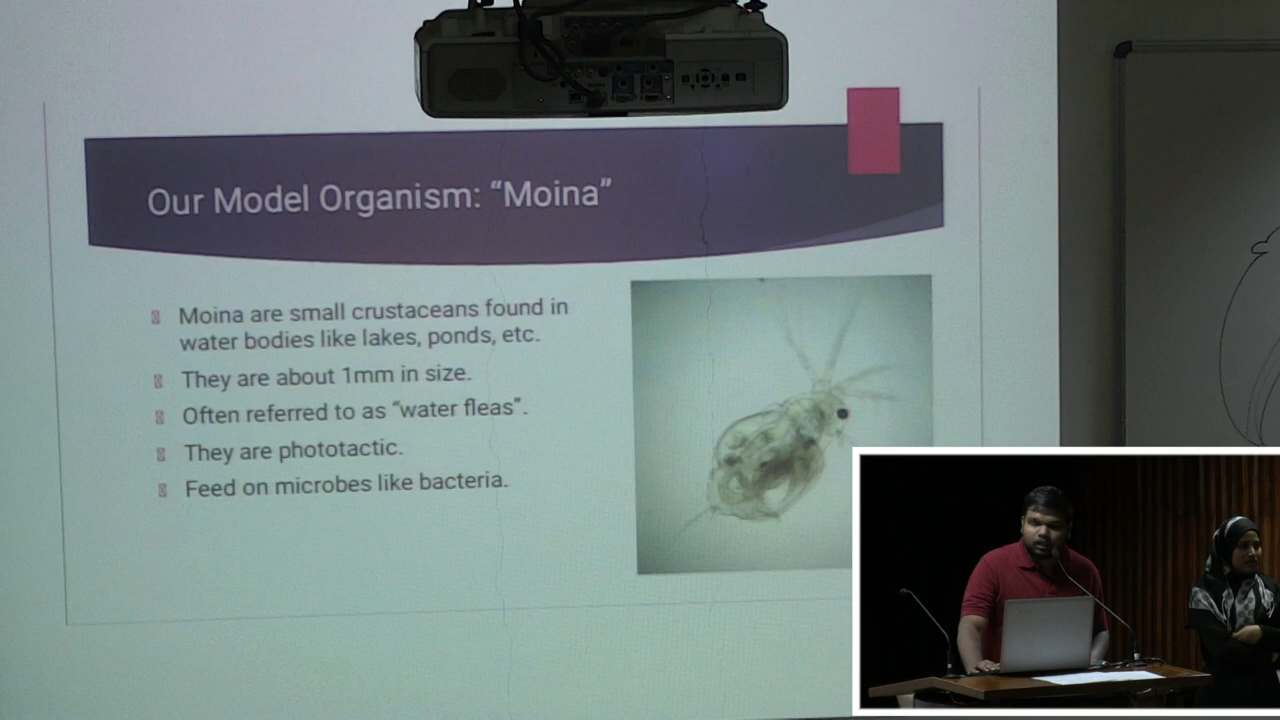 Our Model Organism: “Moina”
Moina are small crustaceans found in
water bodies like lakes, ponds, etc.
They are about 1mm in size.
Often referred to as “water fleas”.
They are phototactic.
Feed on microbes like bacteria.